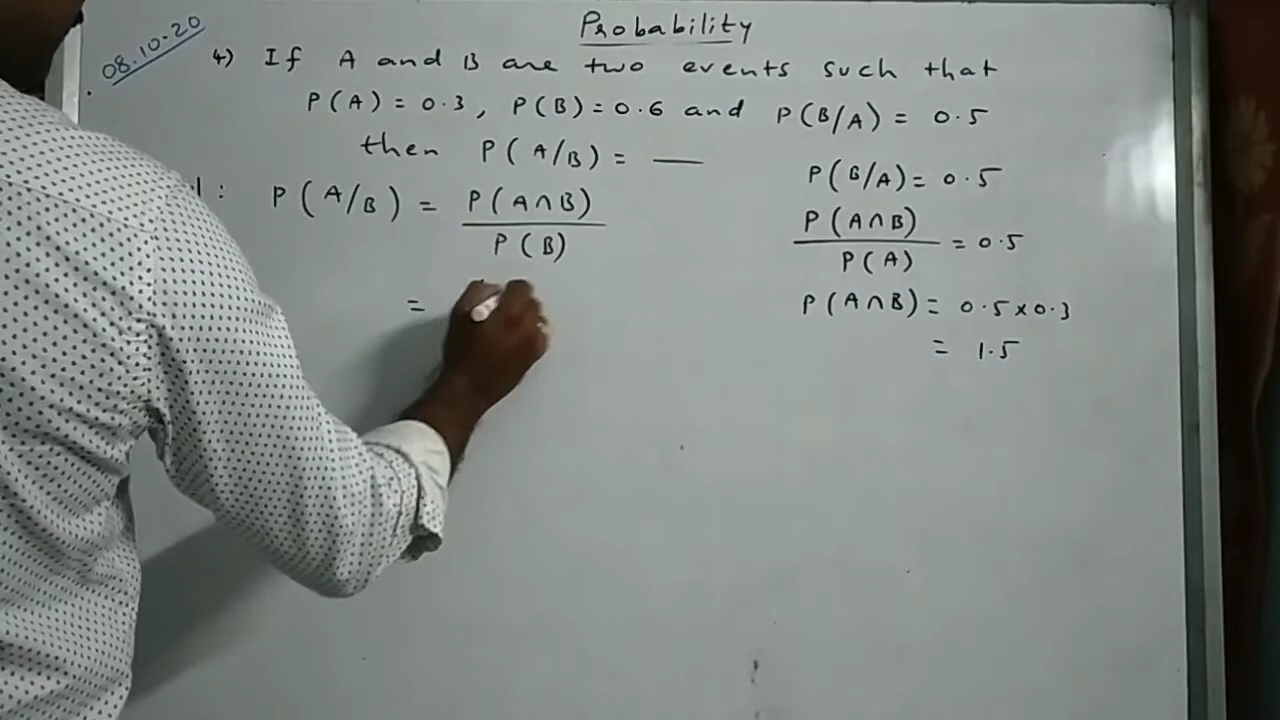 Probability
08.10.20
4) If A and B are two events such that
P(A) = 0.3, P(B) = 0.6 and P(B/A) = 0.5
then P(A/B) = —
P(A/B) = P(A∩B)
P(B)
=
P(B/A) = 0.5
P(A∩B)
P(A) = 0.5
P(A∩B) = 0.5×0.3
= 1.5